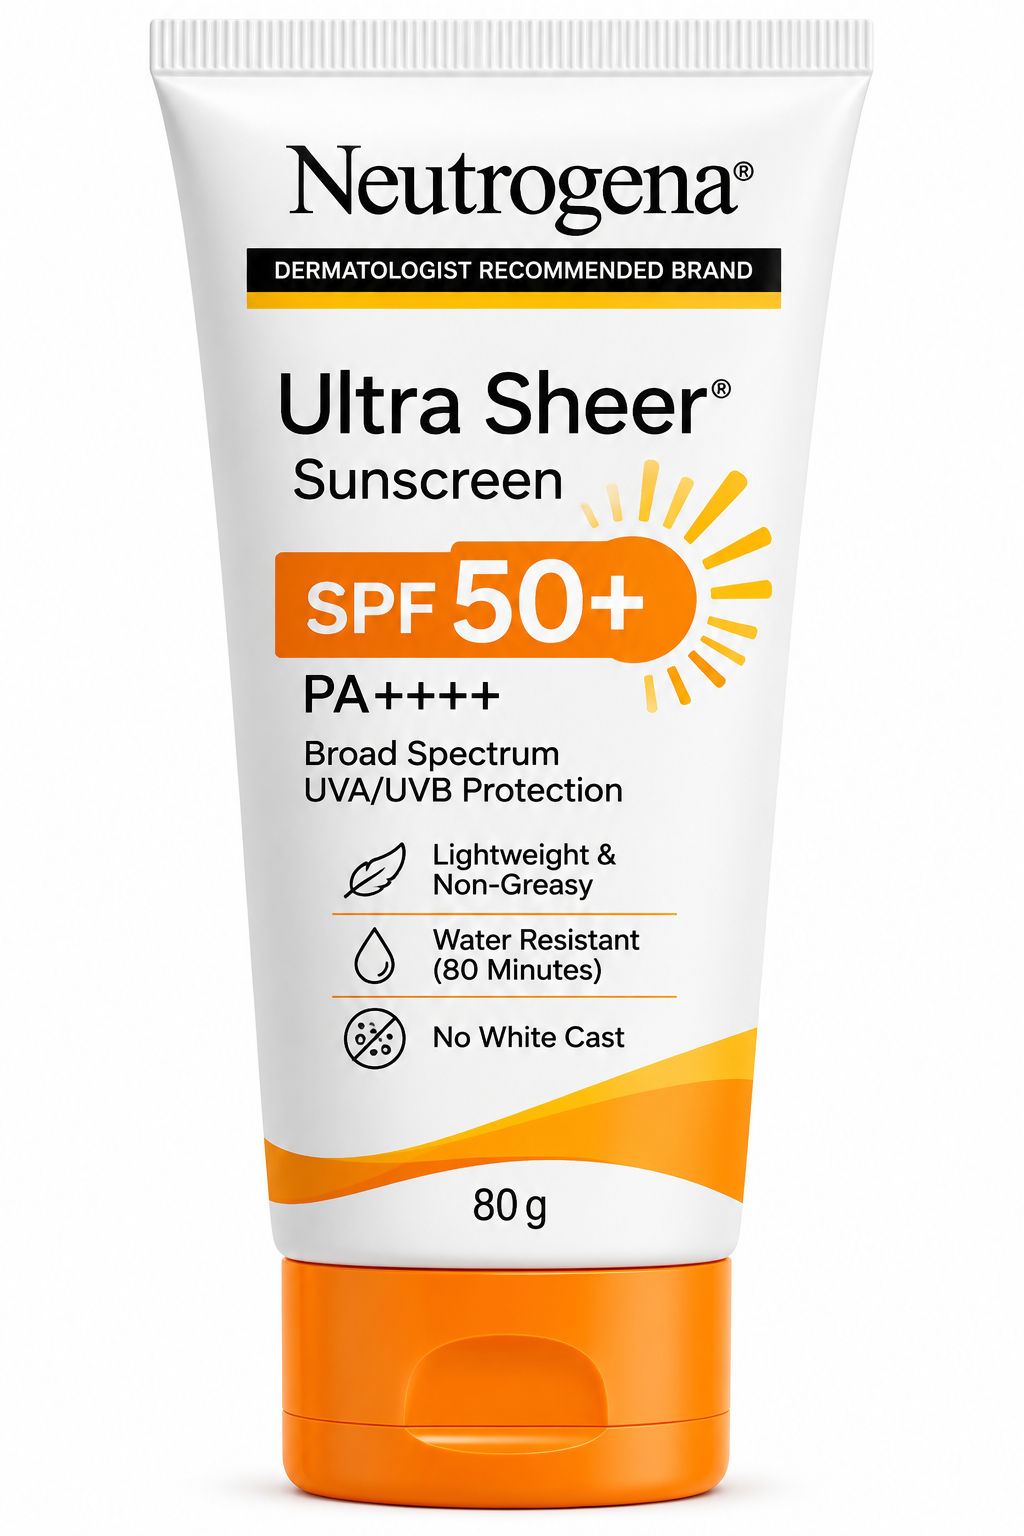 Neutrogena®
DERMATOLOGIST RECOMMENDED BRAND
Ultra Sheer®
Sunscreen
SPF 50+
PA++++
Broad Spectrum
UVA/UVB Protection
Lightweight &
Non-Greasy
Water Resistant
(80 Minutes)
No White Cast
80 g